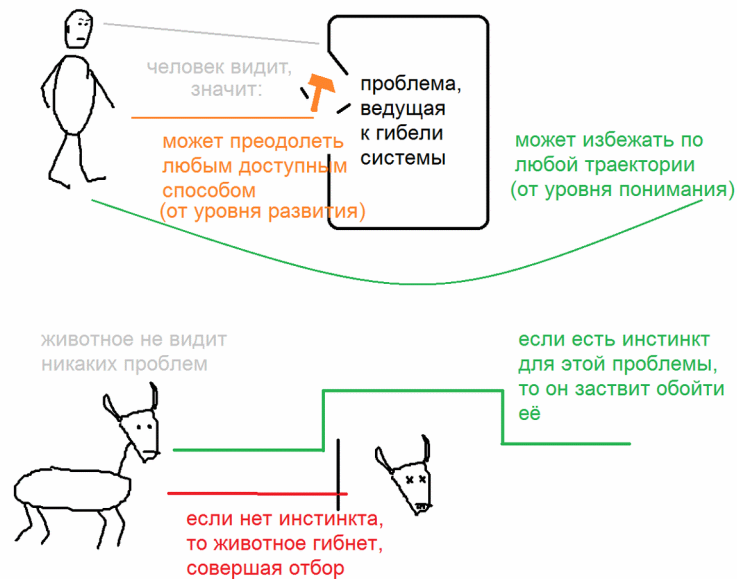 человек видит,
значит:
проблема,
ведущая
к гибели
системы
может преодолеть
любым доступным
способом
(от уровня развития)
может избежать по
любой траектории
(от уровня понимания)
животное не видит
никаких проблем
если есть инстинкт
для этой проблемы,
то он заствит обойти
её
если нет инстинкта,
то животное гибнет,
совершая отбор